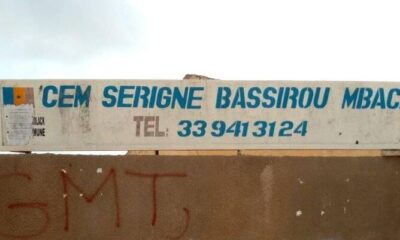 CEM SERIGNE BASSIROU MBAC
TEL: 33 941 31 24
GMT,